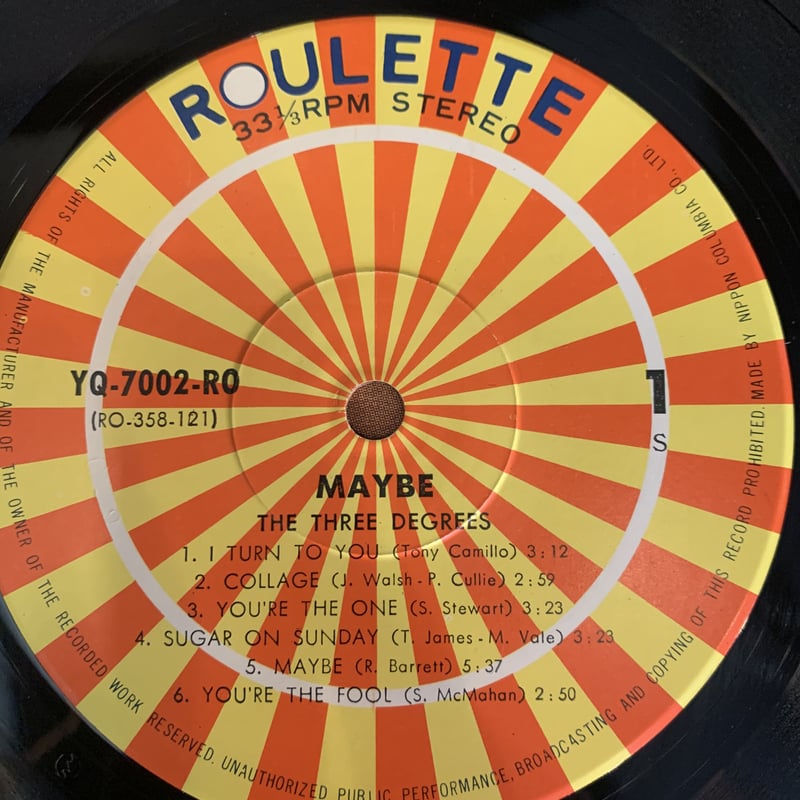 ROULETTE
33⅓RPM STEREO
YQ-7002-RO
(RO-358-121)
1
S
MAYBE
THE THREE DEGREES
1. I TURN TO YOU (Tony Camillo) 3:12
2. COLLAGE (J. Walsh-P. Cullie) 2:59
3. YOU'RE THE ONE (S. Stewart) 3:23
4. SUGAR ON SUNDAY (T. James-M. Vale) 3:23
5. MAYBE (R. Barrett) 5:37
6. YOU'RE THE FOOL (S. McMahan) 2:50
ALL RIGHTS OF THE MANUFACTURER AND OF THE OWNER OF THE RECORDED WORK RESERVED. UNAUTHORIZED PUBLIC PERFORMANCE, BROADCASTING AND COPYING OF THIS RECORD PROHIBITED. MADE BY NIPPON COLUMBIA CO., LTD.